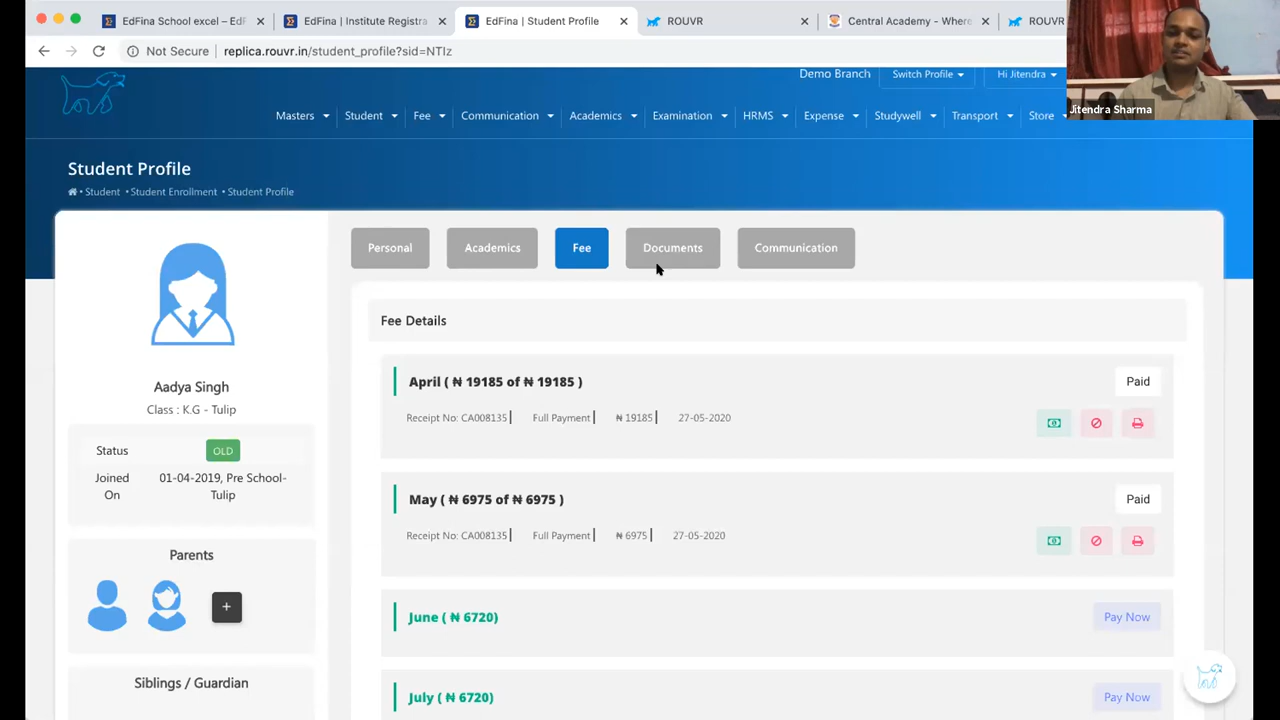 EdFina School excel – EdF
EdFina | Institute Registra
EdFina | Student Profile
ROUVR
Central Academy - Where
ROUVR
Not Secure
replica.rouvr.in/student_profile?sid=NTIz
Jitendra Sharma
Demo Branch
Switch Profile
Hi Jitendra
Masters
Student
Fee
Communication
Academics
Examination
HRMS
Expense
Studywell
Transport
Store
Student Profile
• Student • Student Enrollment • Student Profile
Personal
Academics
Fee
Documents
Communication
Aadya Singh
Class : K.G - Tulip
Status OLD
Joined On 01-04-2019, Pre School-
Tulip
Parents
+
Siblings / Guardian
Fee Details
April ( ₦ 19185 of ₦ 19185 )
Paid
Receipt No: CA008135 | Full Payment | ₦ 19185 | 27-05-2020
May ( ₦ 6975 of ₦ 6975 )
Paid
Receipt No: CA008135 | Full Payment | ₦ 6975 | 27-05-2020
June ( ₦ 6720)
Pay Now
July ( ₦ 6720)
Pay Now